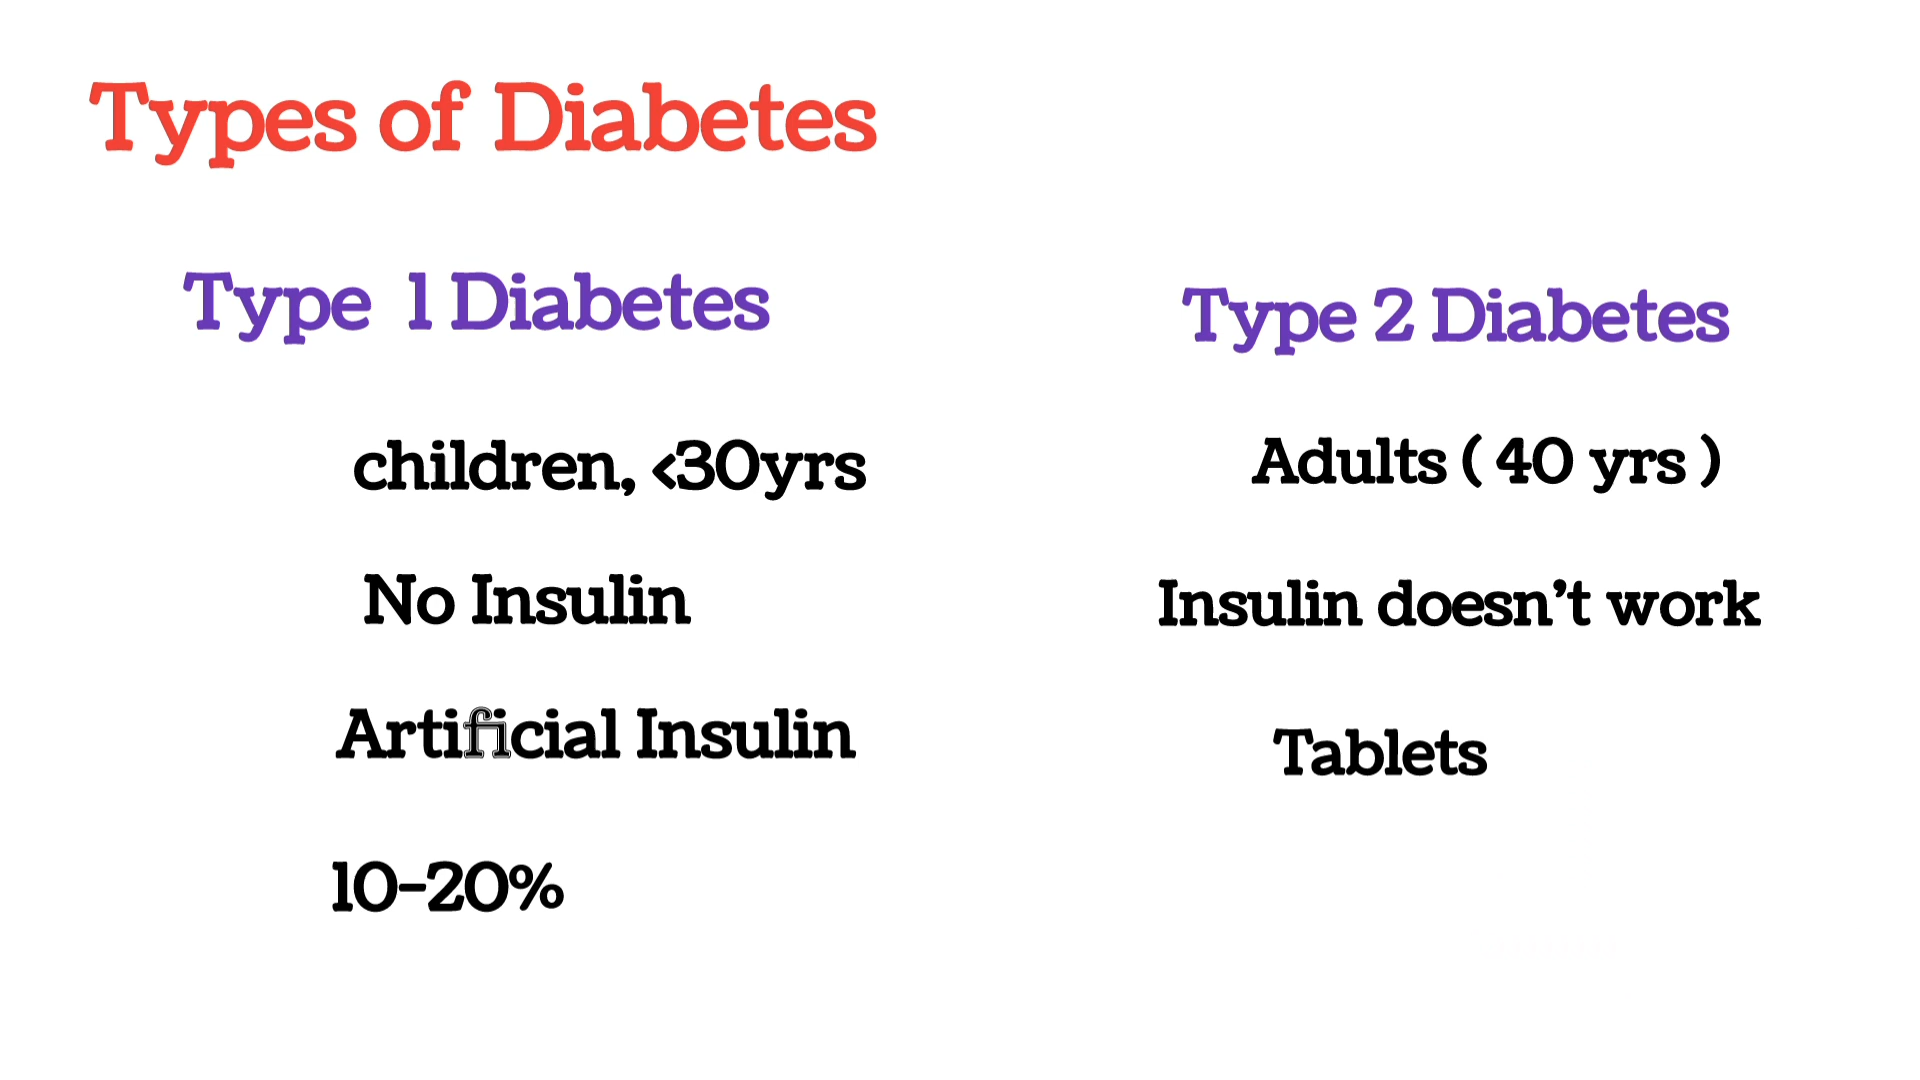 Types of Diabetes
Type 1 Diabetes
children, <30yrs
No Insulin
Artificial Insulin
10-20%
Type 2 Diabetes
Adults ( 40 yrs )
Insulin doesn't work
Tablets